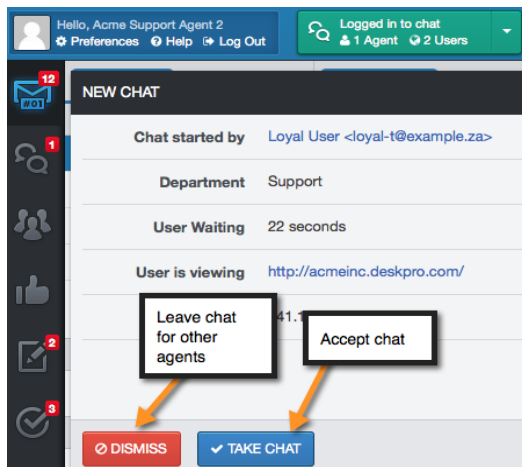 Hello, Acme Support Agent 2
Preferences Help Log Out
Logged in to chat
1 Agent 2 Users
12
#01
1
2
3
NEW CHAT
Chat started by Loyal User <loyal-t@example.za>
Department Support
User Waiting 22 seconds
User is viewing http://acmeinc.deskpro.com/
41.1
Leave chat
for other
agents
Accept chat
DISMISS
TAKE CHAT